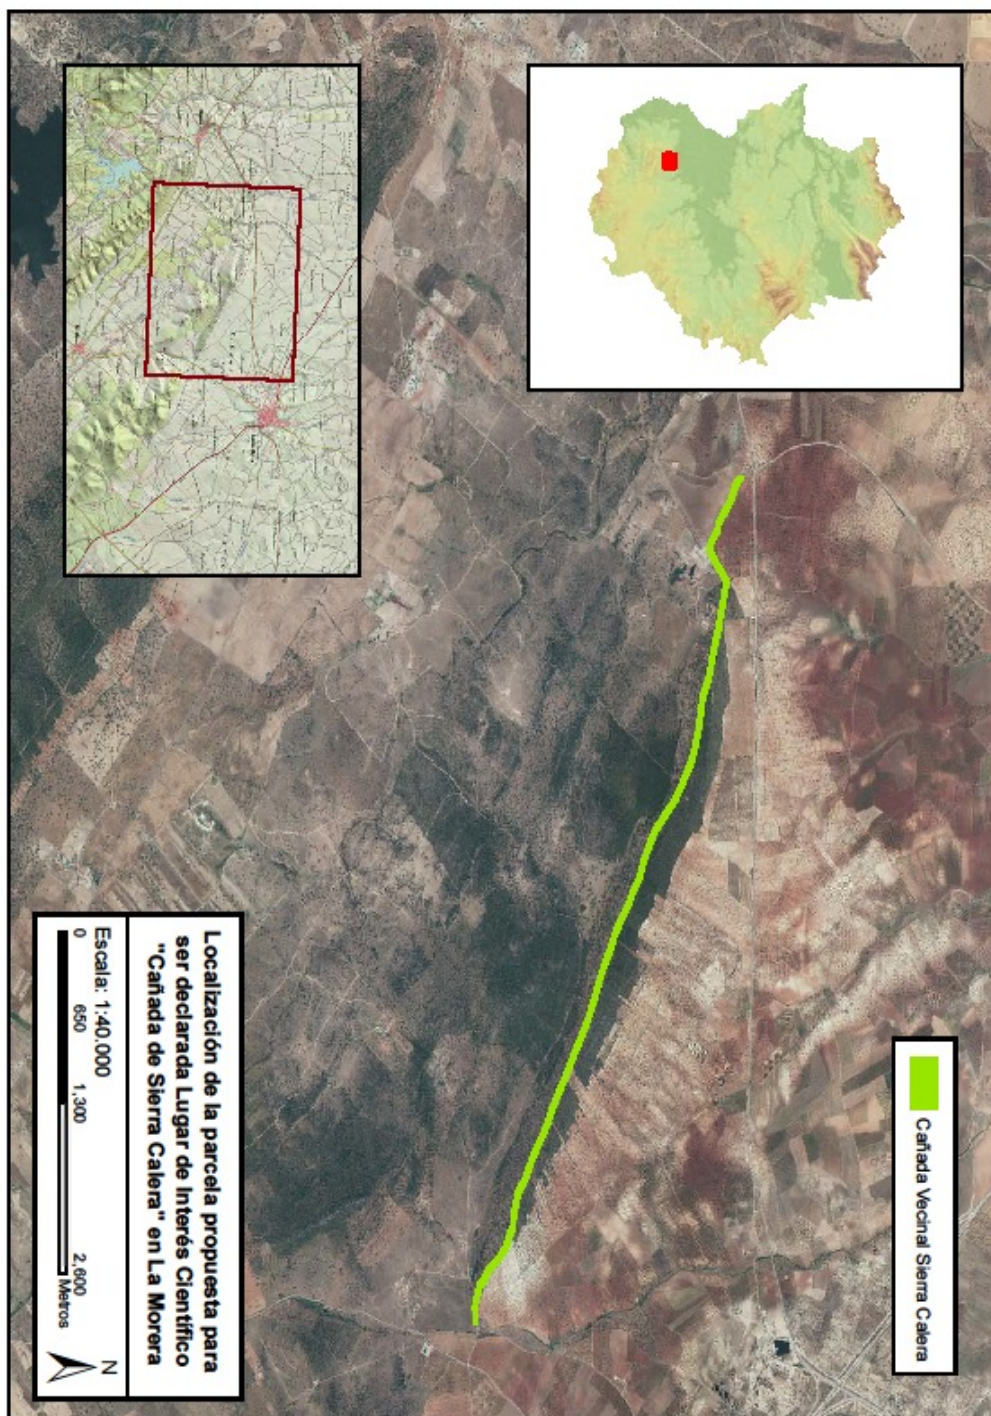 Cañada Vecinal Sierra Calera
Localización de la parcela propuesta para
ser declarada Lugar de Interés Científico
"Cañada de Sierra Calera" en La Morera
Escala: 1:40.000
0 650 1,300 2,600
Metros
N